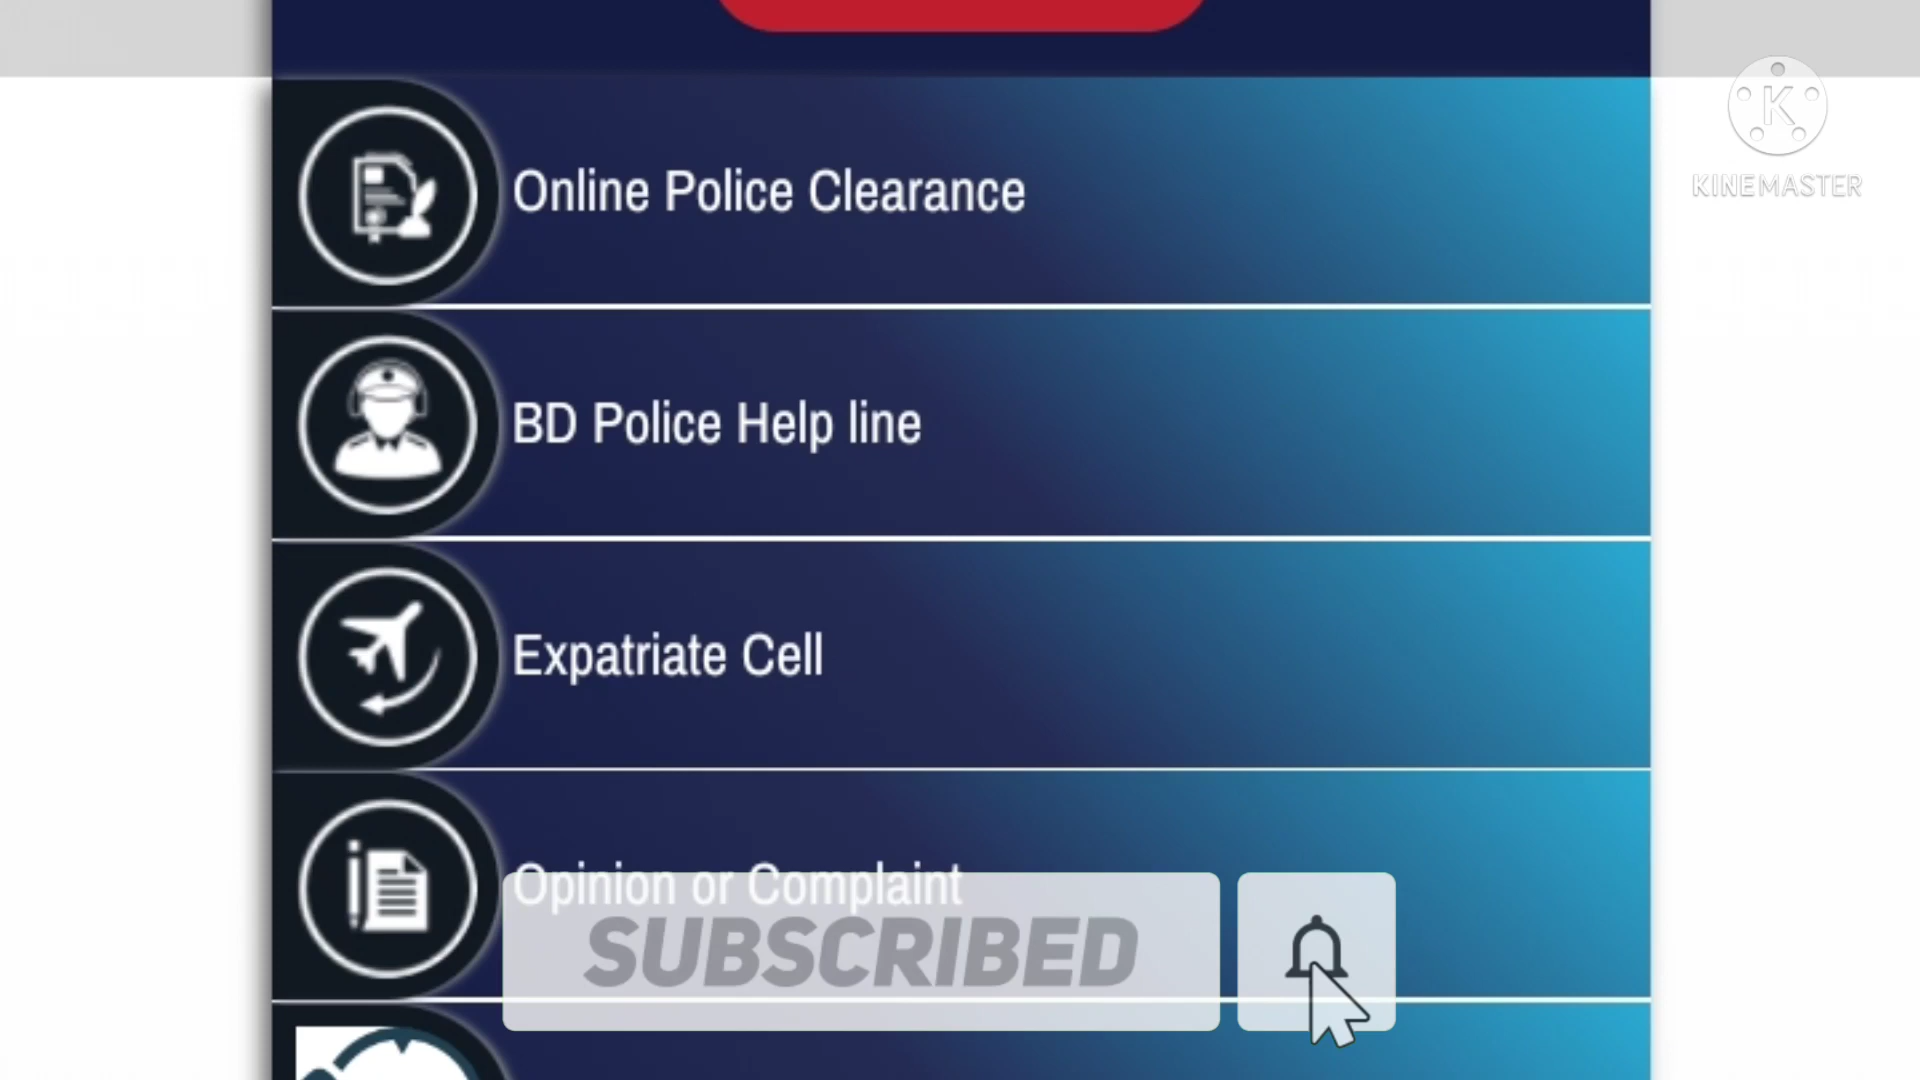 Online Police Clearance
K
KINEMASTER
BD Police Help line
Expatriate Cell
Opinion or Complaint
SUBSCRIBED